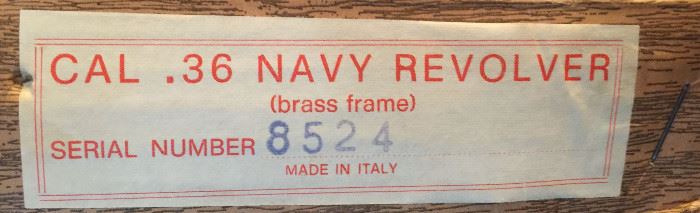 CAL .36 NAVY REVOLVER
(brass frame)
SERIAL NUMBER 8524
MADE IN ITALY